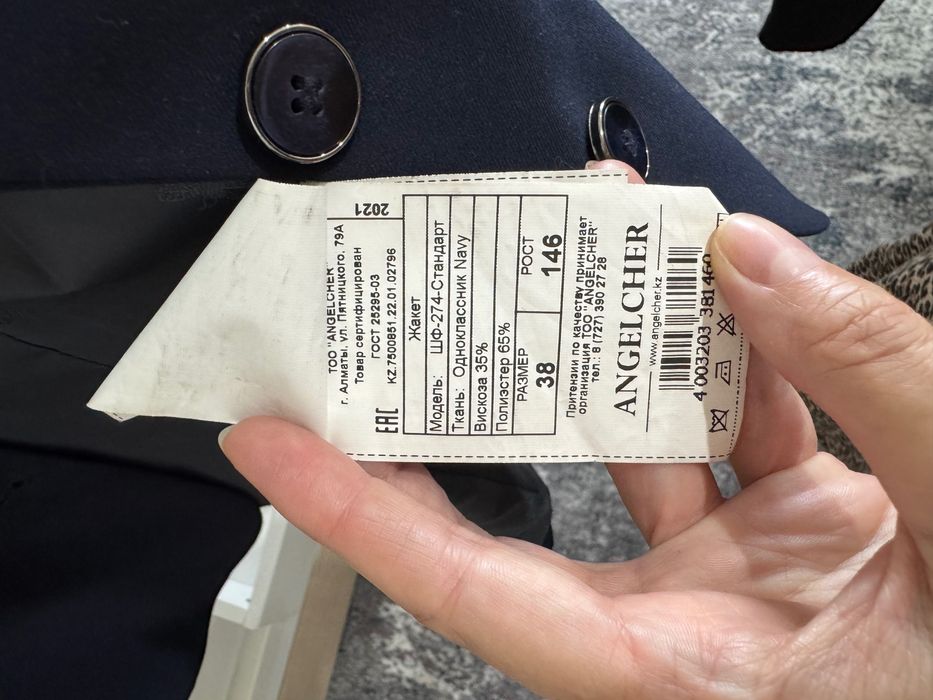 2021
ТОО "ANGELCHER"
г. Алматы. ул. Пятницкого. 79А
Товар сертифицирован
ГОСТ 25295-03
KZ.7500851.22.01.02796
EAC
Жакет
Модель: ШФ-274-Стандарт
Ткань: Одноклассник Navy
Вискоза 35%
Полиэстер 65%
РАЗМЕР РОСТ
38 146
Притензии по качеству принимает
организация ТОО "ANGELCHER"
тел.: 8 (727) 390 27 28
ANGELCHER
www.angelcher.kz
4 003203 381460